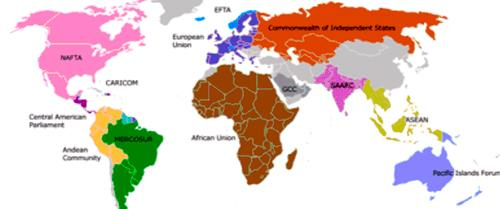 EFTA
Commonwealth of Independent States
European
Union
NAFTA
CARICOM
GCC
SAARC
Central American
Parliament
MERCOSUR
African Union
ASEAN
Andean
Community
Pacific Islands Forum